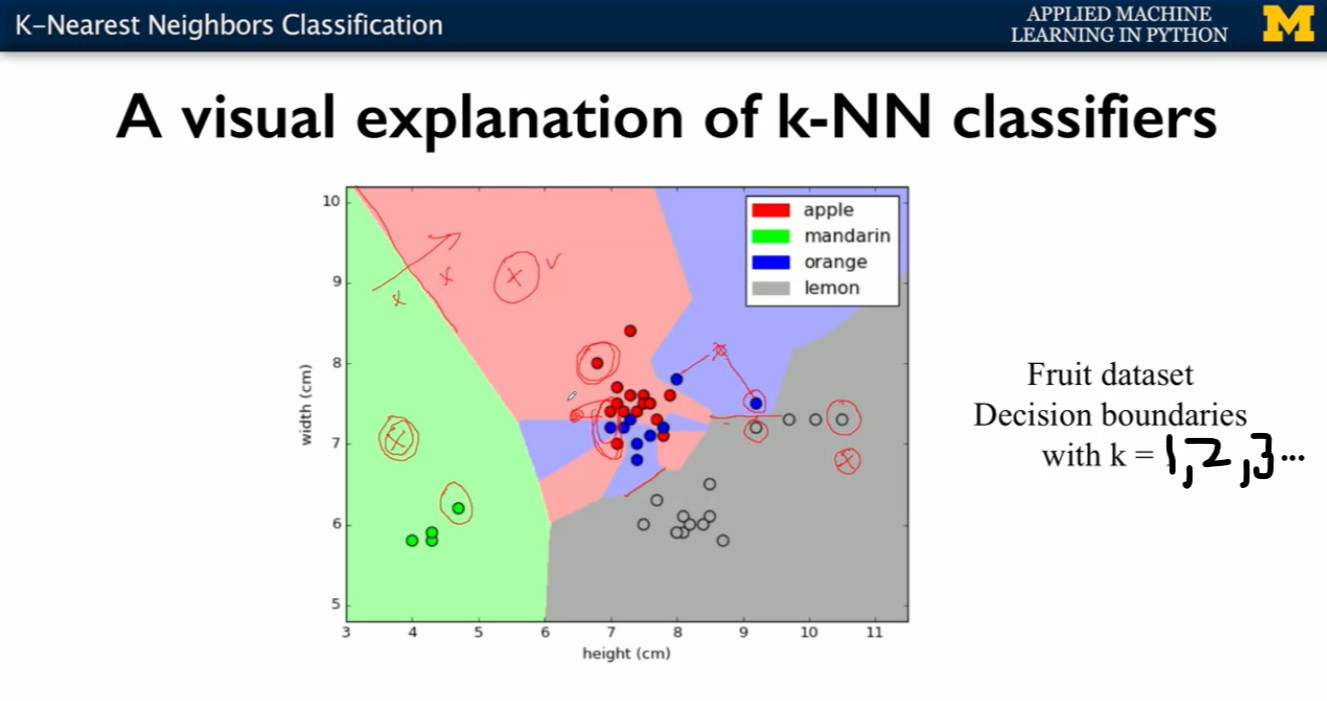 K-Nearest Neighbors Classification
APPLIED MACHINE
LEARNING IN PYTHON
M
A visual explanation of k-NN classifiers
10
9
8
7
6
5
width (cm)
apple
mandarin
orange
lemon
3 4 5 6 7 8 9 10 11
height (cm)
Fruit dataset
Decision boundaries
with k = 1,2,3...